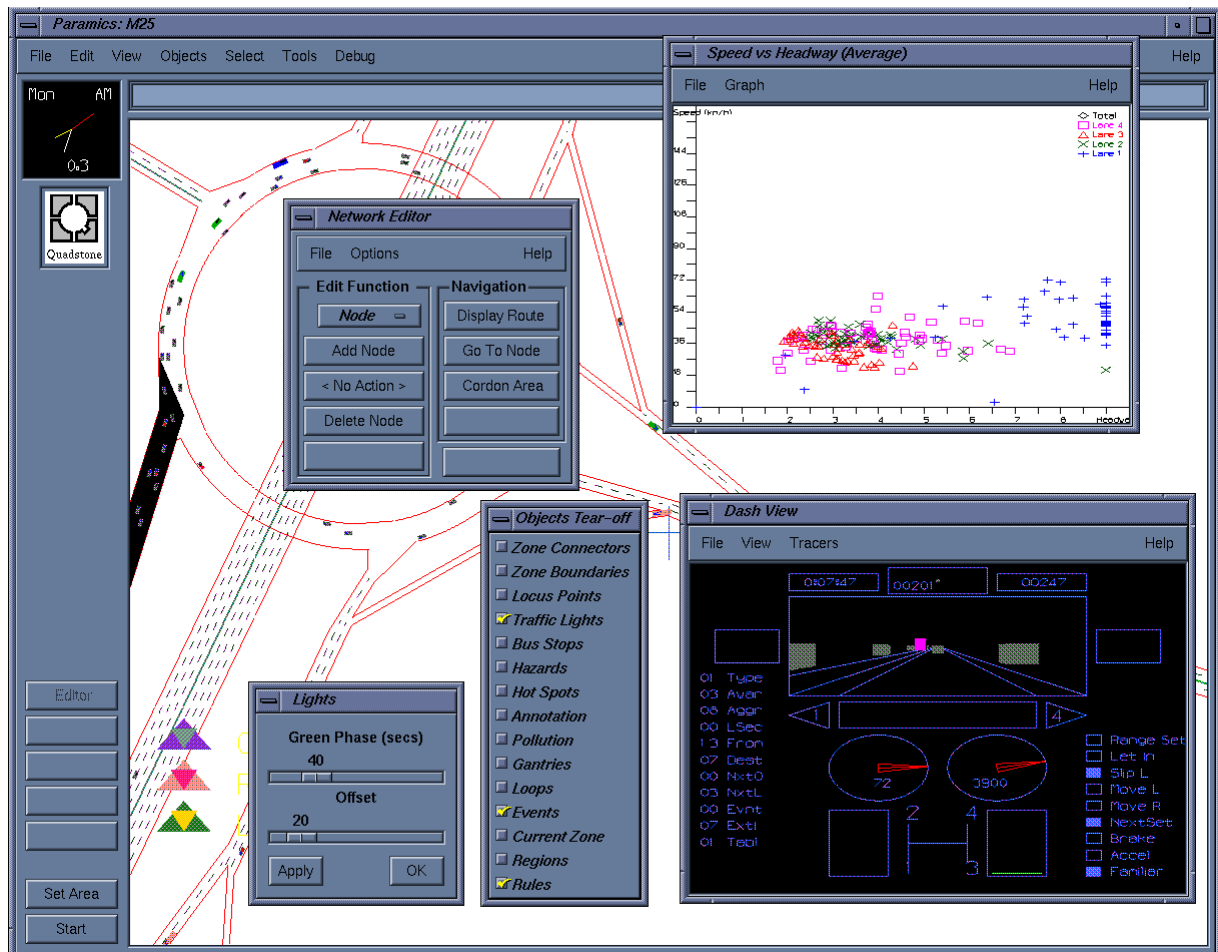 Paramics: M25
File Edit View Objects Select Tools Debug Help
Mon AM
0:3
Quadstone
Editor
Set Area
Start
Speed vs Headway (Average)
File Graph Help
Speed (km/h)
Total
Lane 4
Lane 3
Lane 2
Lane 1
144
126
108
90
72
54
36
18
0
0 1 2 3 4 5 6 7 8 Headwa
Network Editor
File Options Help
Edit Function
Node
Add Node
< No Action >
Delete Node
Navigation
Display Route
Go To Node
Cordon Area
Objects Tear-off
Zone Connectors
Zone Boundaries
Locus Points
Traffic Lights
Bus Stops
Hazards
Hot Spots
Annotation
Pollution
Gantries
Loops
Events
Current Zone
Regions
Rules
Lights
Green Phase (secs)
40
Offset
20
Apply OK
Dash View
File View Tracers Help
0:07:47 00201° 00247
01 Type
03 Awar
08 Aggr
00 LSec
13 From
07 Dest
00 NxtO
03 NxtL
00 Evnt
07 Exti
01 Tabl
1 4
72 3900
2 4
1 3
Range Set
Let in
Slip L
Move L
Move R
NextSet
Brake
Accel
Familiar